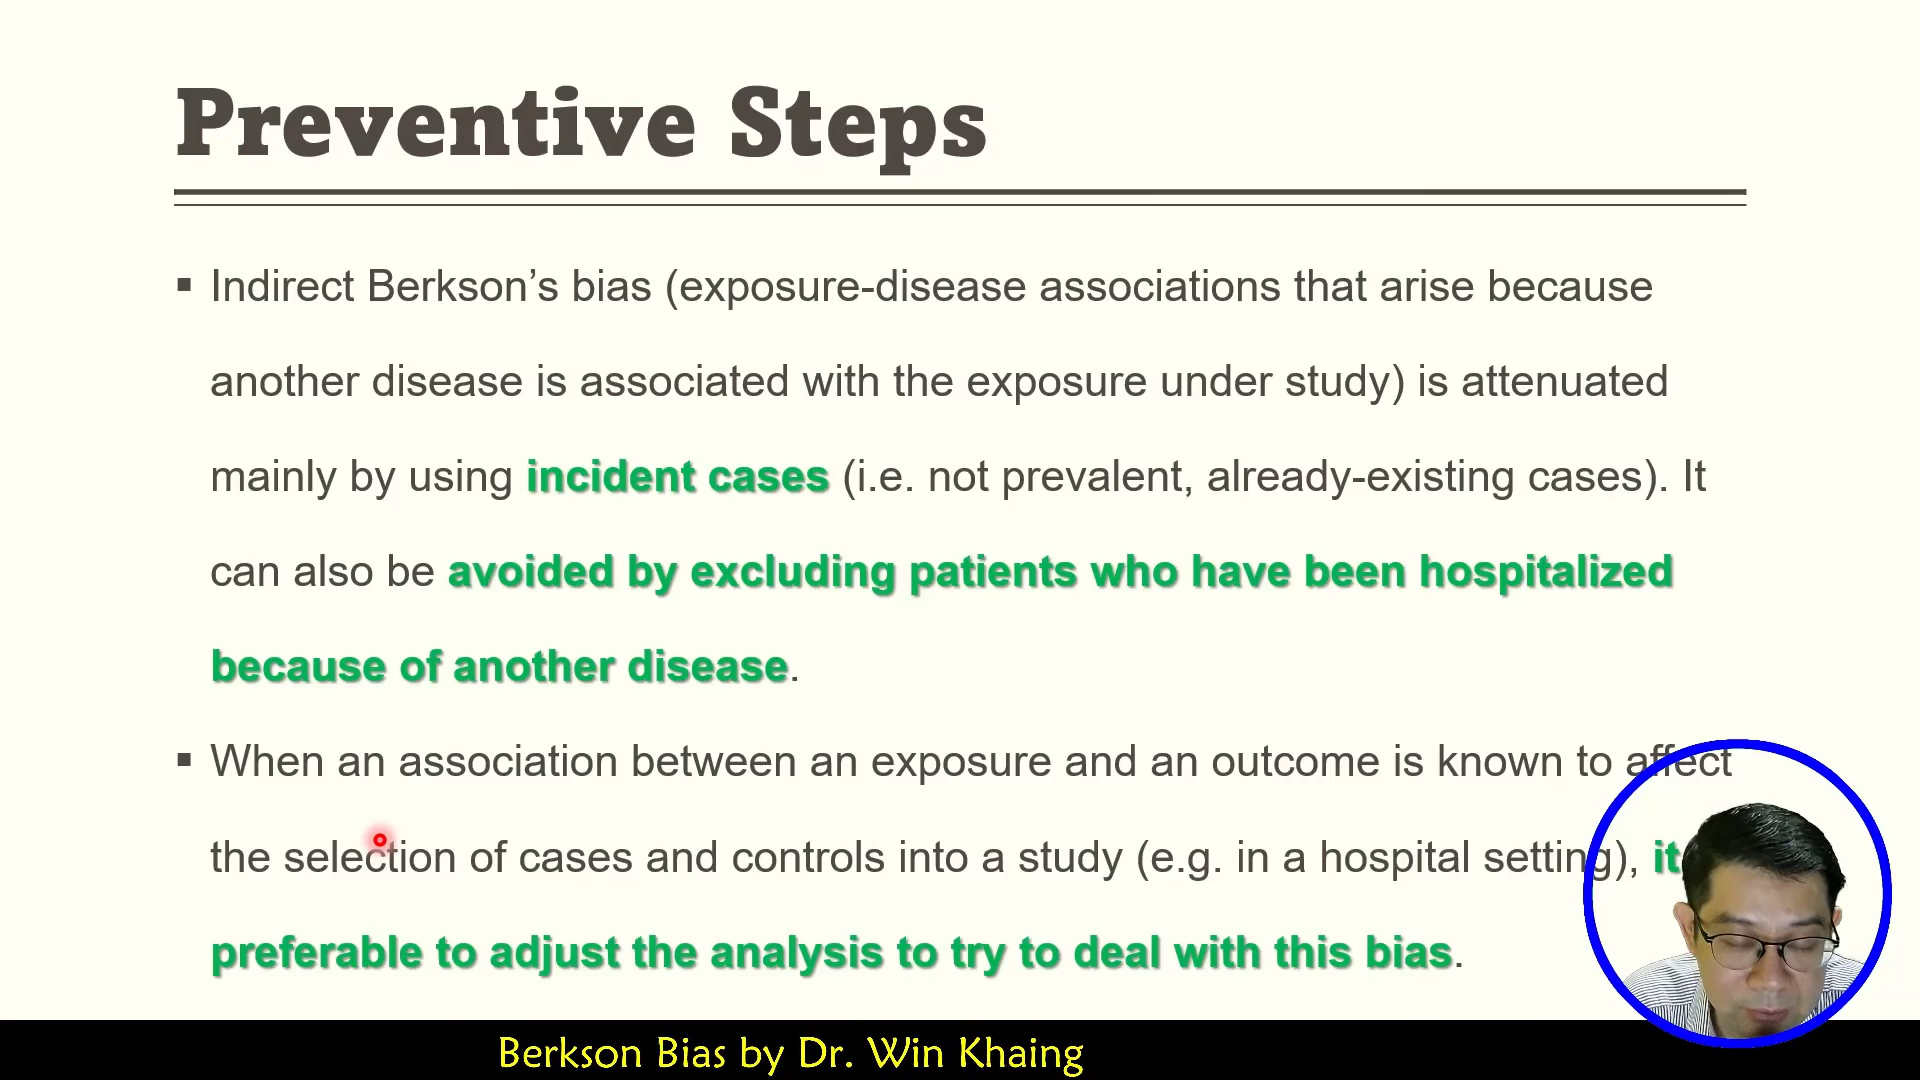 Preventive Steps
▪ Indirect Berkson’s bias (exposure-disease associations that arise because
another disease is associated with the exposure under study) is attenuated
mainly by using incident cases (i.e. not prevalent, already-existing cases). It
can also be avoided by excluding patients who have been hospitalized
because of another disease.
▪ When an association between an exposure and an outcome is known to affect
the selection of cases and controls into a study (e.g. in a hospital setting), it
preferable to adjust the analysis to try to deal with this bias.
Berkson Bias by Dr. Win Khaing